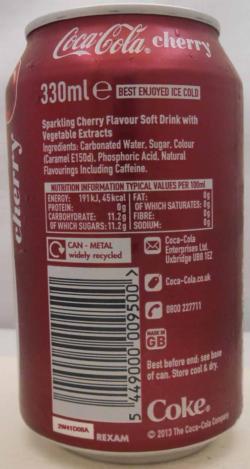 Coca-Cola cherry
330ml e BEST ENJOYED ICE COLD
Sparkling Cherry Flavour Soft Drink with
Vegetable Extracts
Ingredients: Carbonated Water, Sugar, Colour
(Caramel E150d), Phosphoric Acid, Natural
Flavourings Including Caffeine.
NUTRITION INFORMATION TYPICAL VALUES PER 100ml
ENERGY: 191kJ, 45kcal FAT: 0g
PROTEIN: 0g OF WHICH SATURATES: 0g
CARBOHYDRATE: 11.2g FIBRE: 0g
OF WHICH SUGARS: 11.2g SODIUM: 0g
cherry
CAN - METAL
widely recycled
Coca-Cola
Enterprises Ltd.
Uxbridge UB8 1EZ
Coca-Cola.co.uk
0800 227711
MADE IN
GB
Best before end: see base
of can. Store cool & dry.
5 449000 009500 >
2W41D08A
REXAM
Coke.
© 2013 The Coca-Cola Company